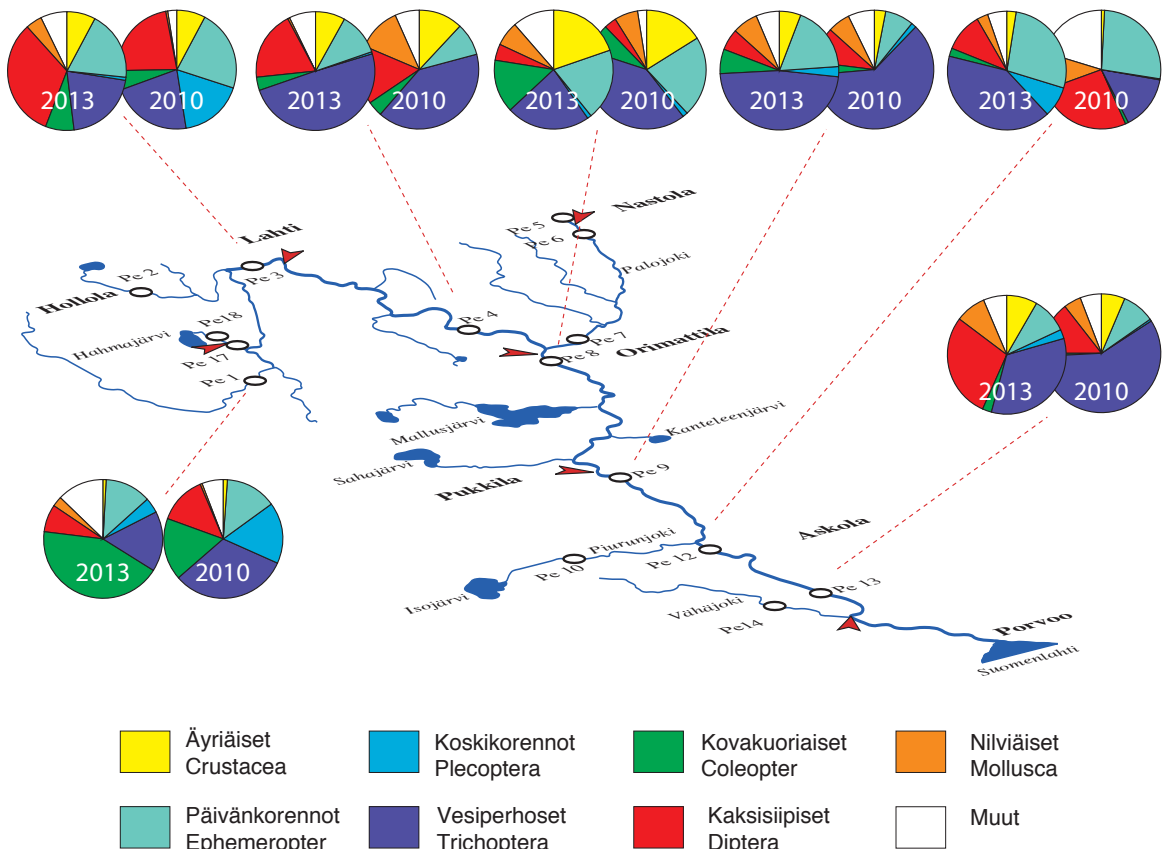 2013 2010 2013 2010 2013 2010 2013 2010 2013 2010
Nastola
Pe 5
Pe 6
Lahti
Palojoki
Pe 2
Pe 3
Hollola
Pe18
Pe 4
Hahmajärvi
Pe 7
Pe 17
Pe 8
Orimattila
Pe 1
2013 2010
Mallusjärvi
Kanteleenjärvi
Sahajärvi
Pukkila
Pe 9
Askola
2013 2010
Piurunjoki
Pe 12
Pe 10
Isojärvi
Pe 13
Vähäjoki
Pe14
Porvoo
Suomenlahti
Äyriäiset
Crustacea
Koskikorennot
Plecoptera
Kovakuoriaiset
Coleopter
Nilviäiset
Mollusca
Päivänkorennot
Ephemeropter
Vesiperhoset
Trichoptera
Kaksisiipiset
Diptera
Muut